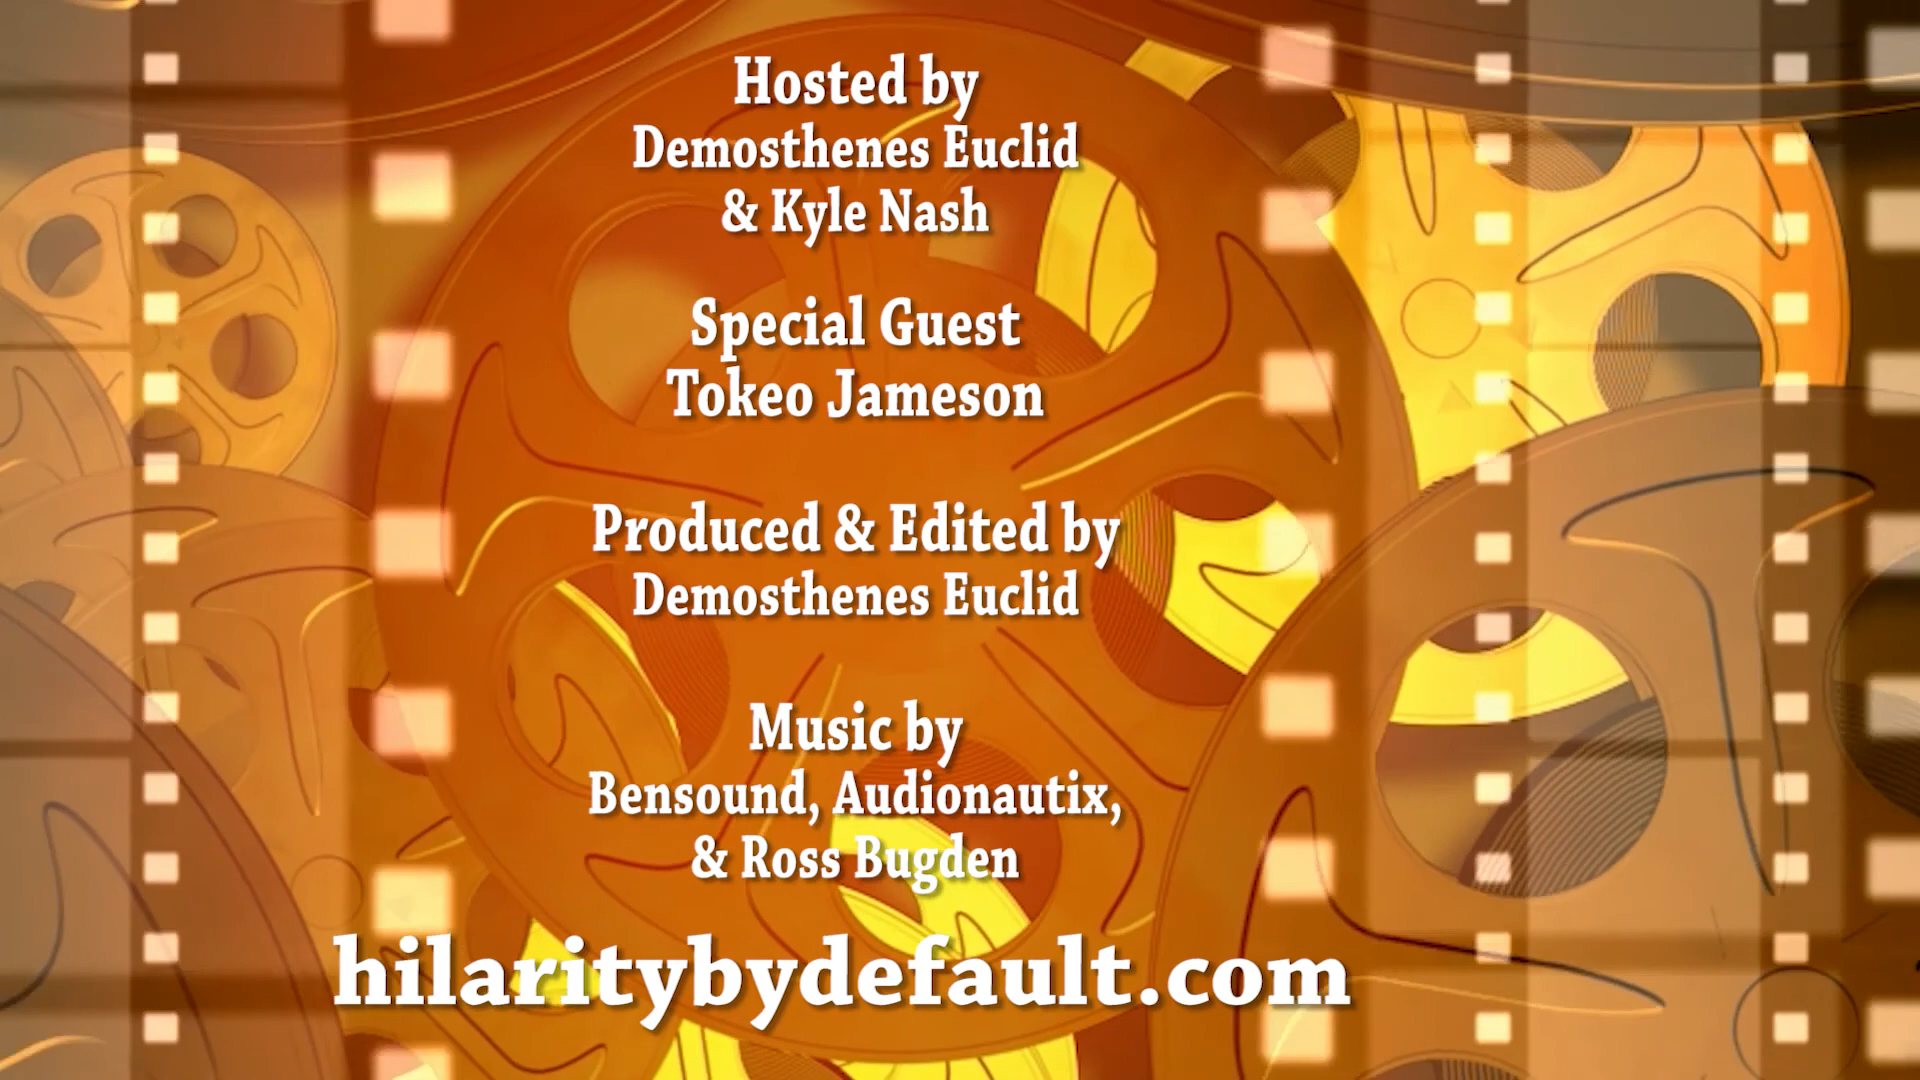 Hosted by
Demosthenes Euclid
& Kyle Nash
Special Guest
Tokeo Jameson
Produced & Edited by
Demosthenes Euclid
Music by
Bensound, Audionautix,
& Ross Bugden
hilaritybydefault.com